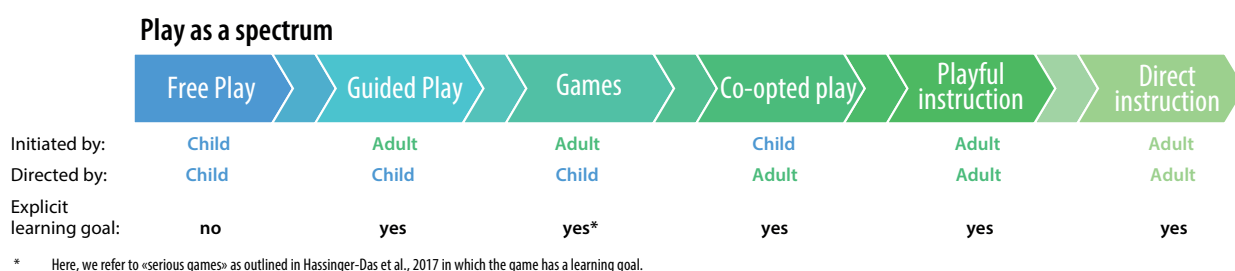 Play as a spectrum
Free Play Guided Play Games Co-opted play Playful instruction Direct instruction
Initiated by: Child Adult Adult Child Adult Adult
Directed by: Child Child Child Adult Adult Adult
Explicit
learning goal: no yes yes* yes yes yes
* Here, we refer to «serious games» as outlined in Hassinger-Das et al., 2017 in which the game has a learning goal.